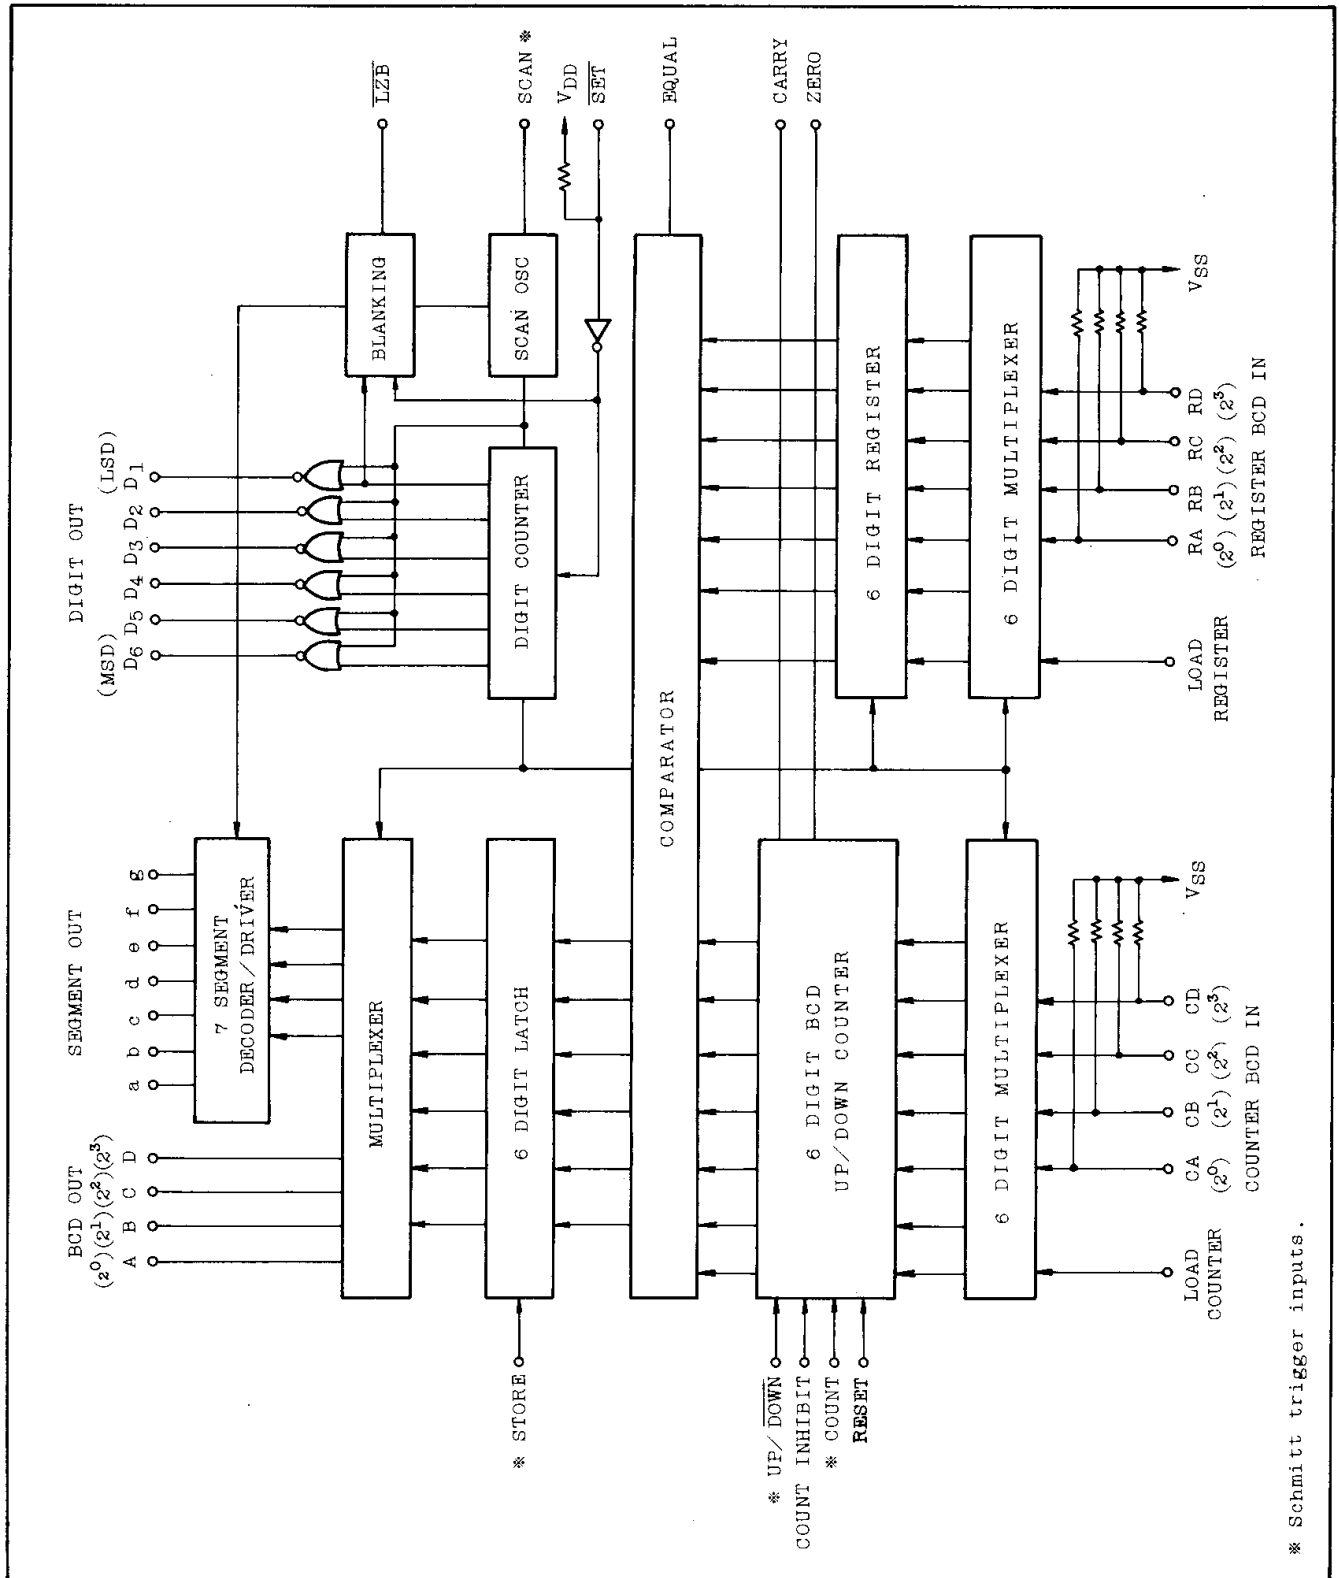 BCD OUT
(2⁰)(2¹)(2²)(2³)
A B C D
SEGMENT OUT
a b c d e f g
DIGIT OUT
(MSD) (LSD)
D6 D5 D4 D3 D2 D1
7 SEGMENT
DECODER/DRIVER
MULTIPLEXER
6 DIGIT LATCH
※ STORE
DIGIT COUNTER
BLANKING
SCAN OSC
L̅Z̅B̅
SCAN ※
VDD
S̅E̅T̅
COMPARATOR
EQUAL
※ UP/D̅O̅W̅N̅
COUNT INHIBIT
※ COUNT
RESET
6 DIGIT BCD
UP/DOWN COUNTER
CARRY
ZERO
6 DIGIT REGISTER
6 DIGIT MULTIPLEXER
6 DIGIT MULTIPLEXER
VSS
VSS
LOAD
COUNTER
CA CB CC CD
(2⁰) (2¹) (2²) (2³)
COUNTER BCD IN
LOAD
REGISTER
RA RB RC RD
(2⁰) (2¹) (2²) (2³)
REGISTER BCD IN
※ Schmitt trigger inputs.